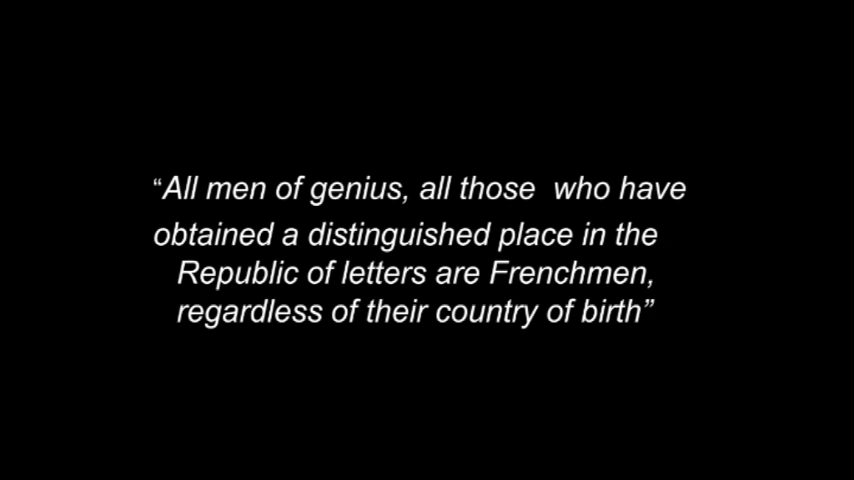 “All men of genius, all those  who have
obtained a distinguished place in the
Republic of letters are Frenchmen,
regardless of their country of birth”